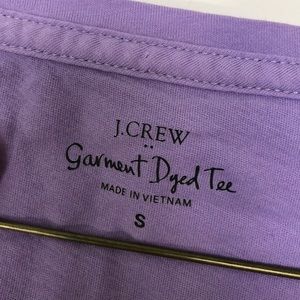 J.CREW
Garment Dyed Tee
MADE IN VIETNAM
S